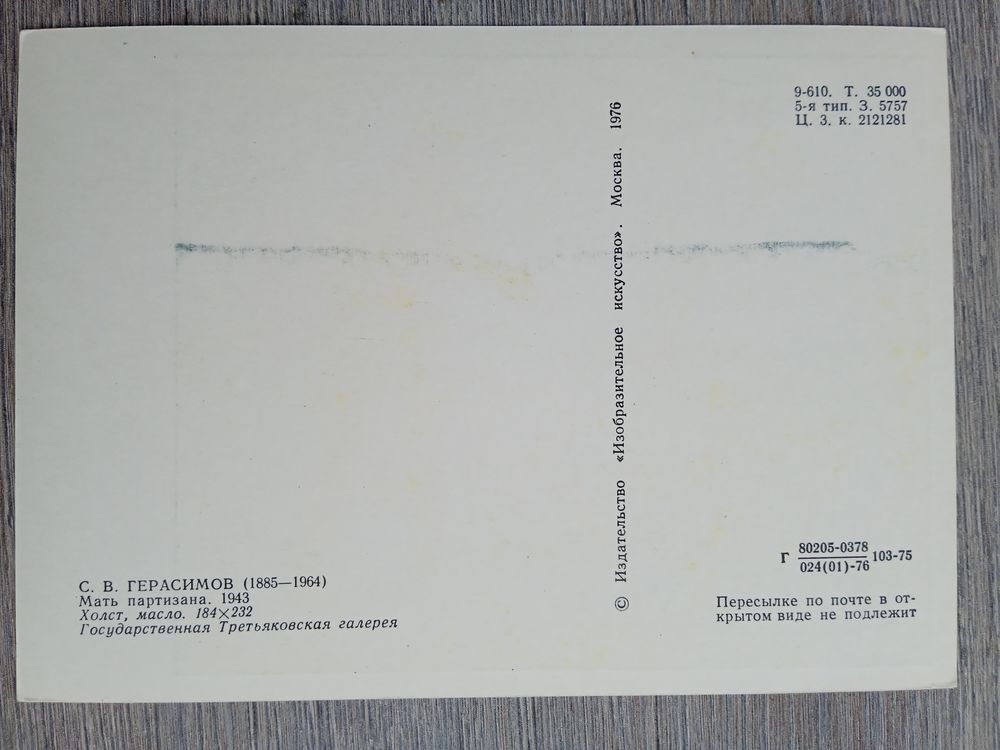 9-610. Т. 35 000
5-я тип. З. 5757
Ц. 3. к. 2121281
© Издательство «Изобразительное искусство». Москва. 1976
С. В. ГЕРАСИМОВ (1885—1964)
Мать партизана. 1943
Холст, масло. 184×232
Государственная Третьяковская галерея
Г 80205-0378 103-75
024(01)-76
Пересылке по почте в от-
крытом виде не подлежит